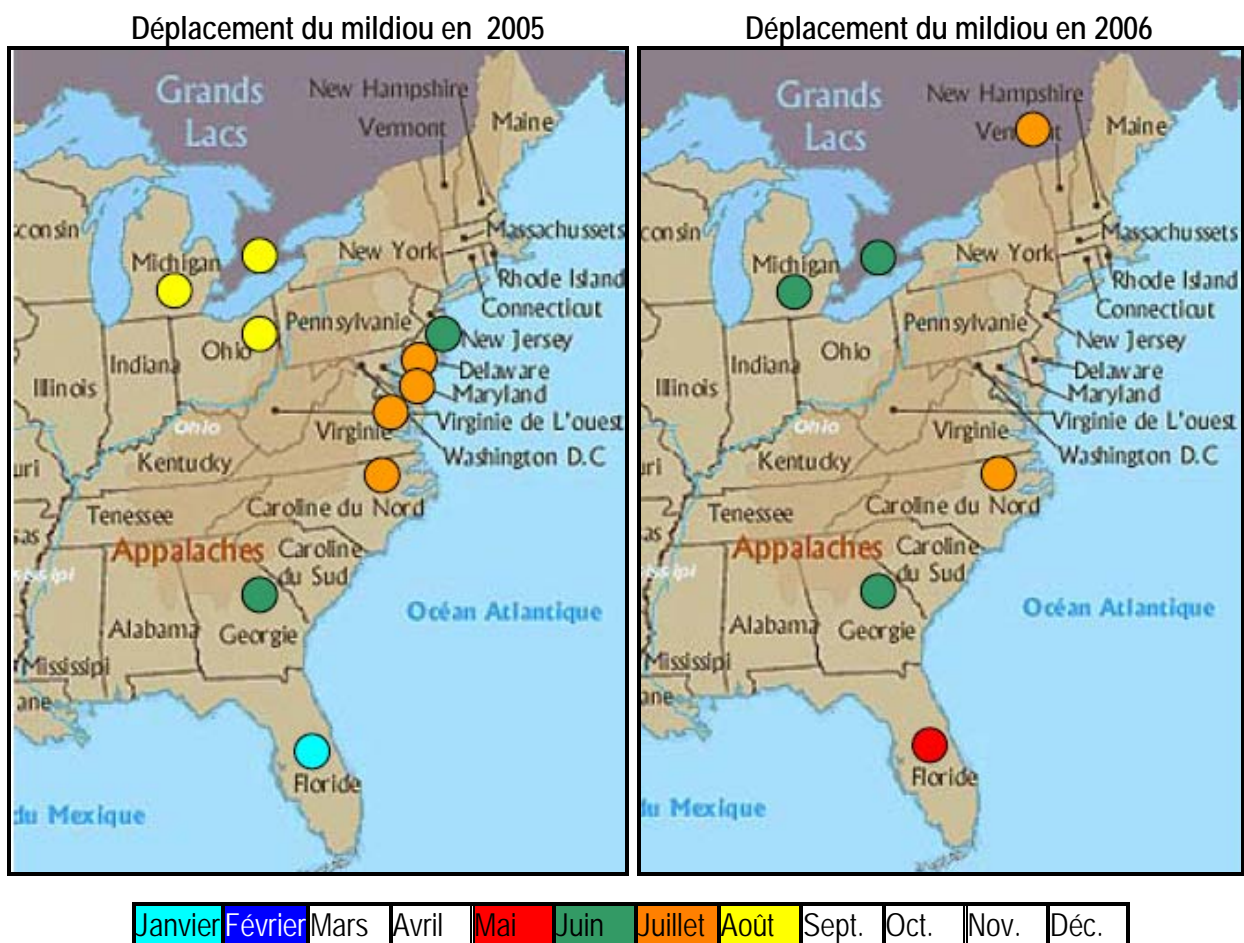 Déplacement du mildiou en 2005
Grands
Lacs
New Hampshire
Vermont
Maine
Massachussets
New York
Michigan
Rhode Island
Connecticut
Pennsylvanie
New Jersey
Ohio
Indiana
Delaware
Illinois
Maryland
Virginie de L'ouest
Ohio
Virginie
Washington D.C
Kentucky
Caroline du Nord
Tenessee
Appalaches
Caroline
du Sud
Océan Atlantique
Alabama
Georgie
Mississipi
Floride
du Mexique
Déplacement du mildiou en 2006
Grands
Lacs
New Hampshire
Maine
Massachussets
New York
Michigan
Rhode Island
Connecticut
Pennsylvanie
New Jersey
Ohio
Indiana
Delaware
Illinois
Maryland
Virginie de L'ouest
Ohio
Virginie
Washington D.C
Kentucky
Caroline du Nord
Tenessee
Appalaches
Caroline
du Sud
Océan Atlantique
Alabama
Georgie
Mississipi
Floride
du Mexique
Janvier Février Mars Avril Mai Juin Juillet Août Sept. Oct. Nov. Déc.